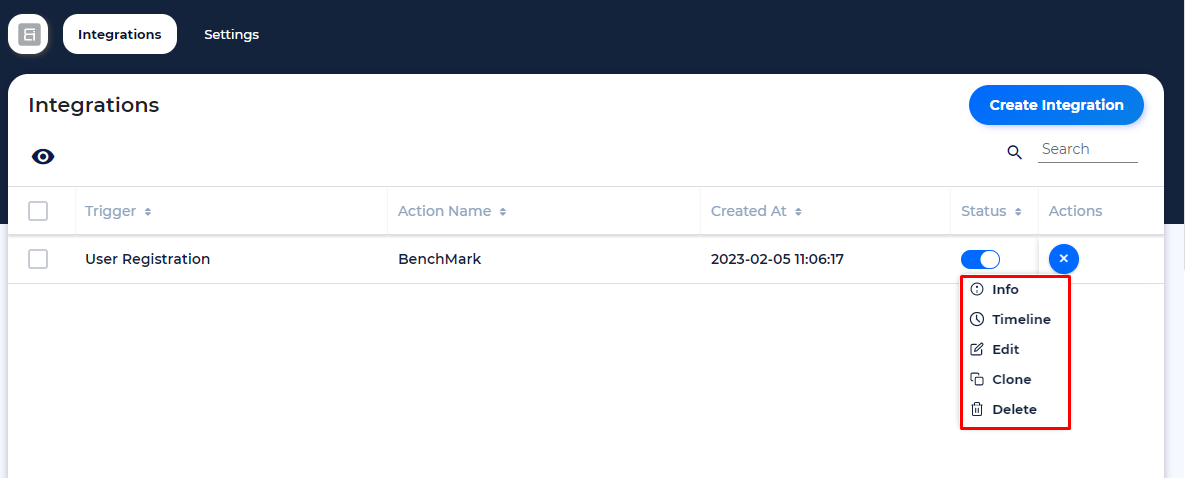 Integrations Settings
Integrations
Create Integration
Search
Trigger Action Name Created At Status Actions
User Registration BenchMark 2023-02-05 11:06:17
Info
Timeline
Edit
Clone
Delete